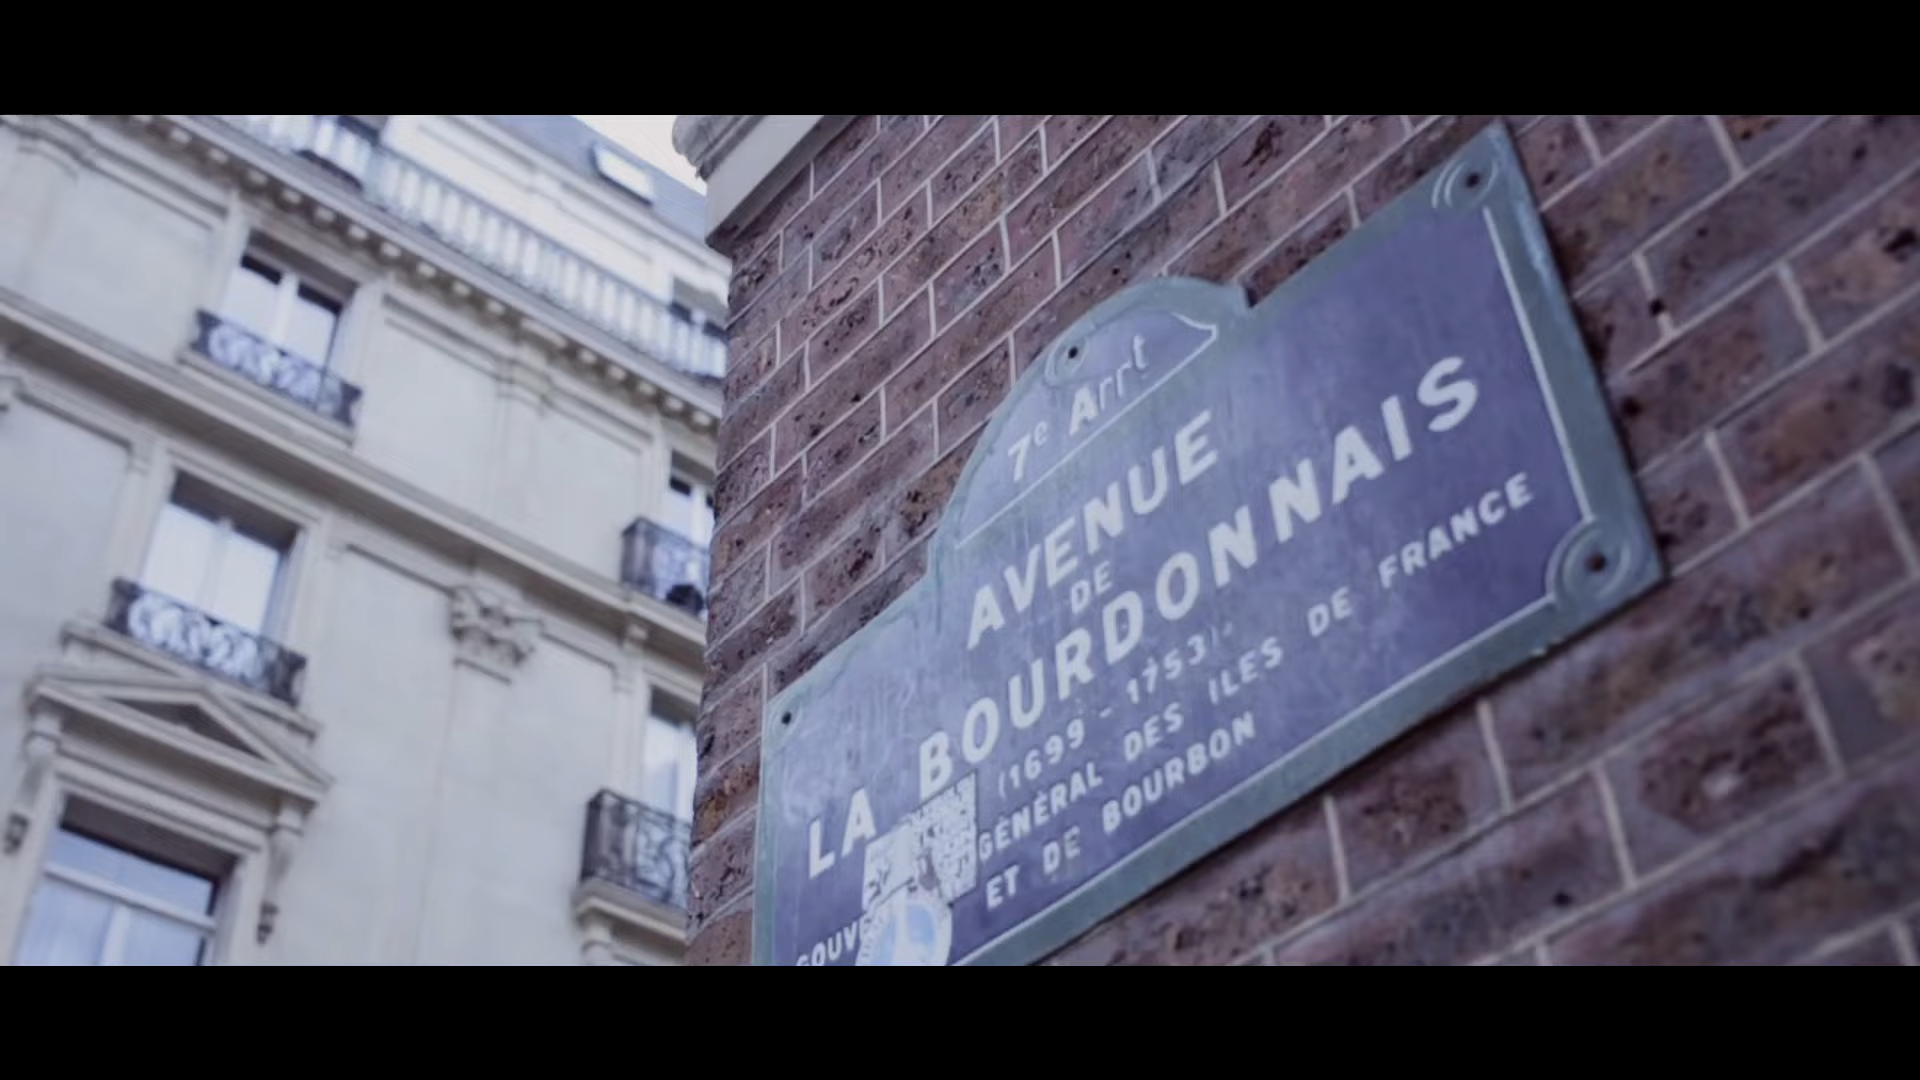 7e Arrt
AVENUE
DE
LA BOURDONNAIS
(1699 - 1753)
GÉNÉRAL DES ILES DE FRANCE
ET DE BOURBON